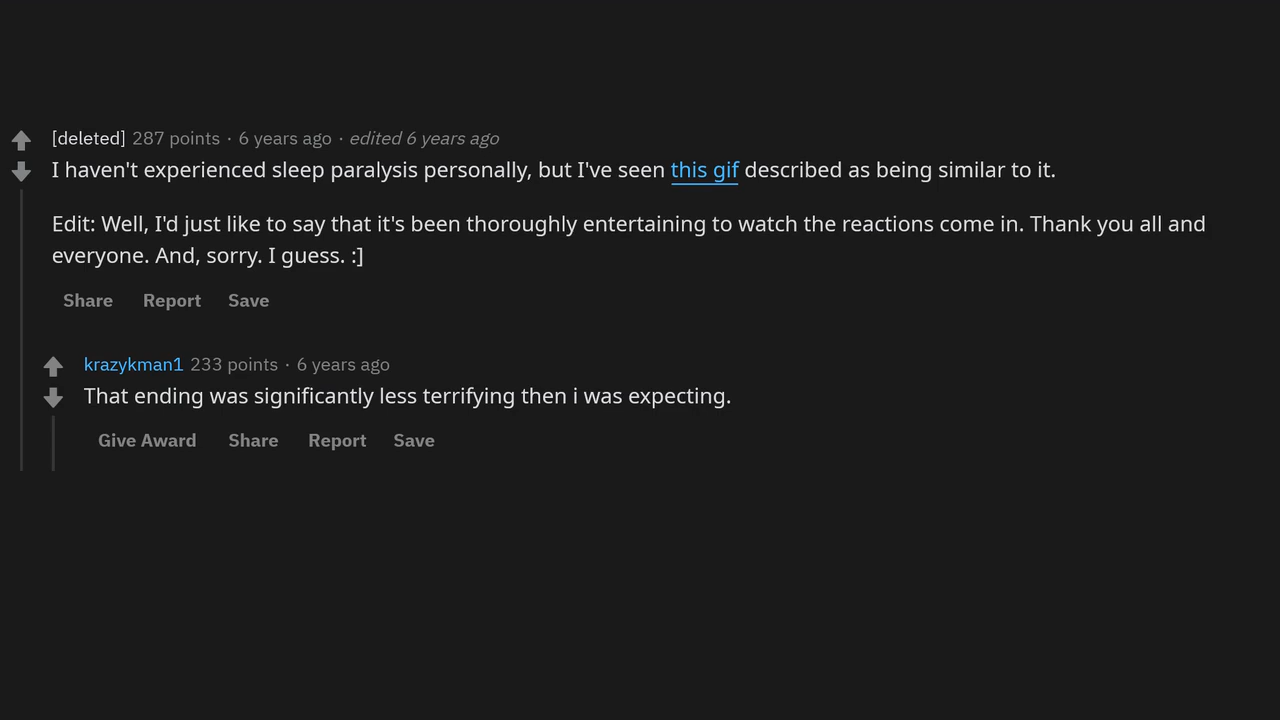 [deleted] 287 points · 6 years ago · edited 6 years ago
I haven't experienced sleep paralysis personally, but I've seen this gif described as being similar to it.
Edit: Well, I'd just like to say that it's been thoroughly entertaining to watch the reactions come in. Thank you all and
everyone. And, sorry. I guess. :]
Share Report Save
krazykman1 233 points · 6 years ago
That ending was significantly less terrifying then i was expecting.
Give Award Share Report Save